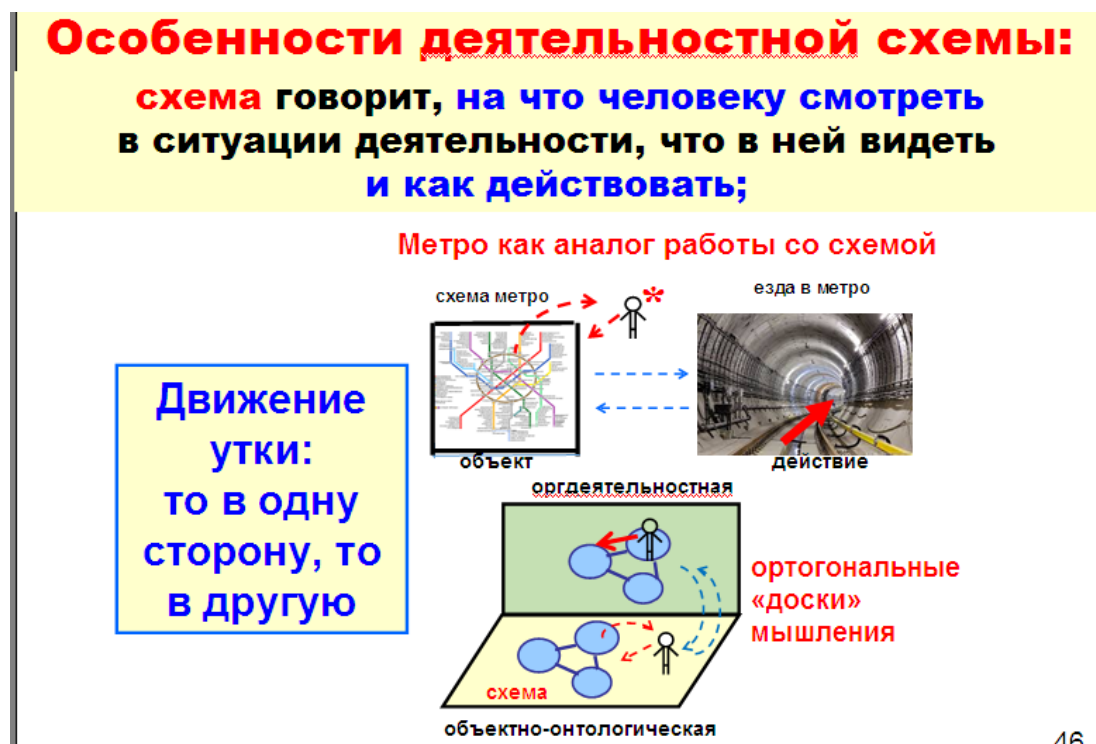 Особенности деятельностной схемы:
схема говорит, на что человеку смотреть
в ситуации деятельности, что в ней видеть
и как действовать;
Метро как аналог работы со схемой
схема метро
езда в метро
объект
действие
Движение
утки:
то в одну
сторону, то
в другую
оргдеятельностная
ортогональные
«доски»
мышления
схема
объектно-онтологическая
46